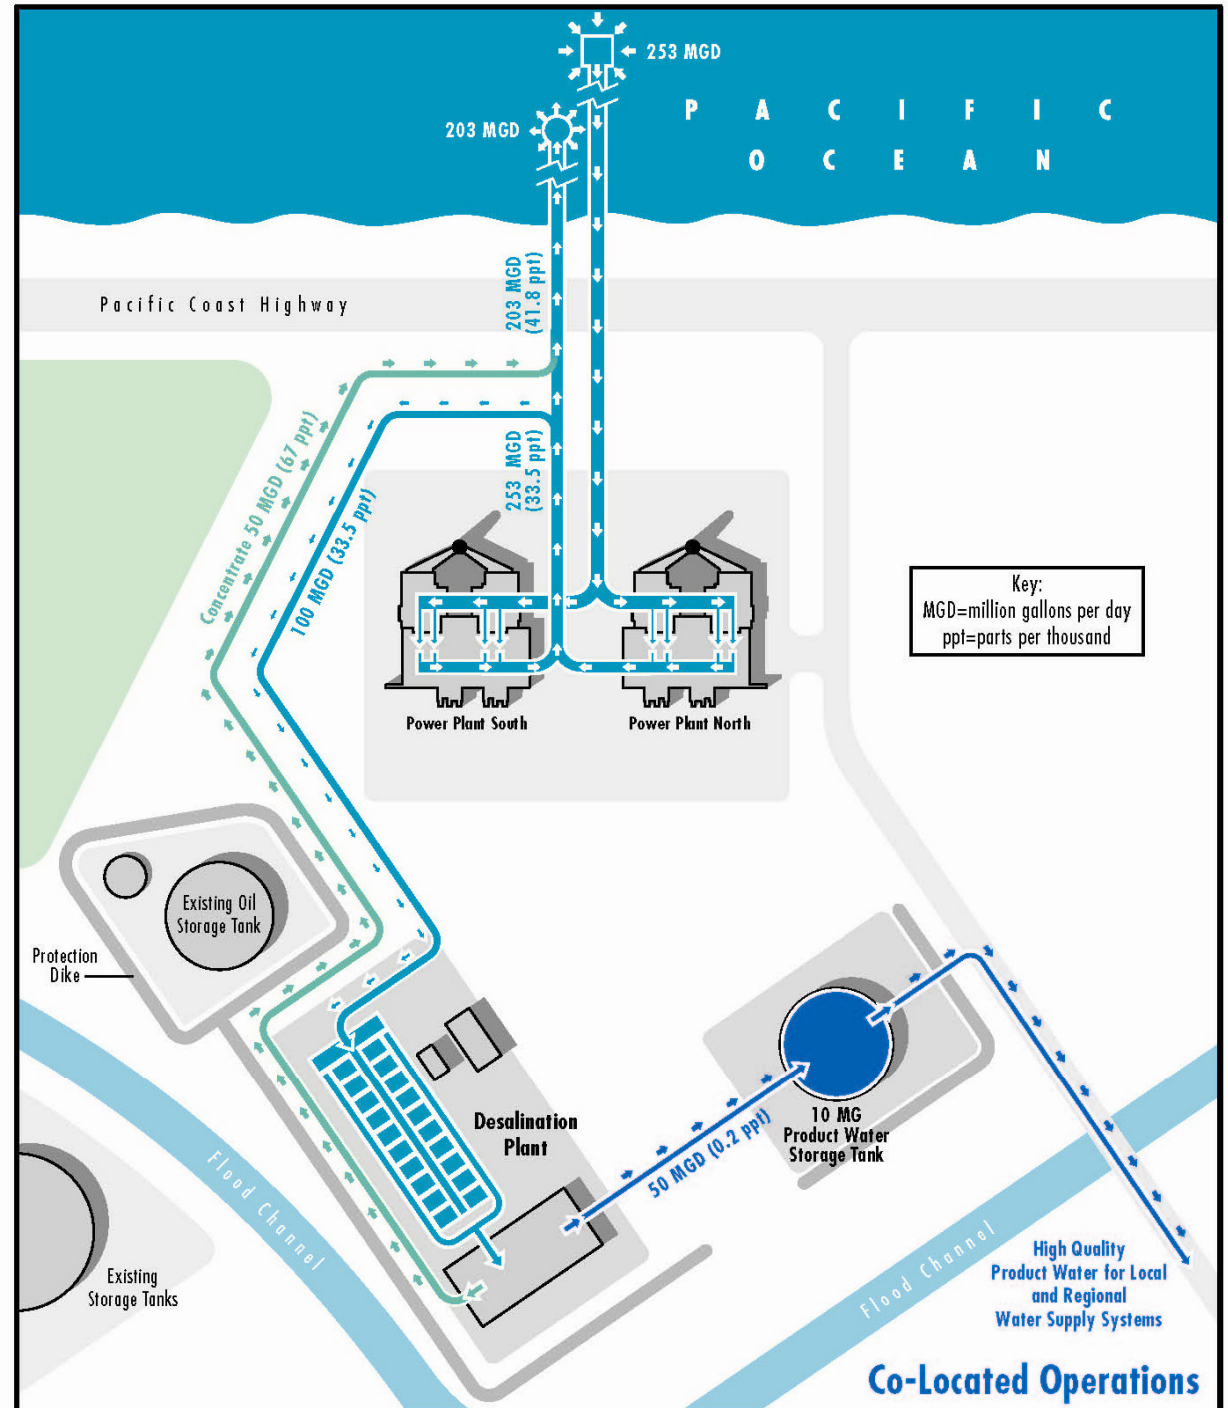 253 MGD
203 MGD
PACIFIC
OCEAN
Pacific Coast Highway
203 MGD
(41.8 ppt)
253 MGD
(33.5 ppt)
Concentrate 50 MGD (67 ppt)
100 MGD (33.5 ppt)
Key:
MGD=million gallons per day
ppt=parts per thousand
Power Plant South
Power Plant North
Existing Oil
Storage Tank
Protection
Dike
Desalination
Plant
10 MG
Product Water
Storage Tank
50 MGD (0.2 ppt)
Flood Channel
Flood Channel
Existing
Storage Tanks
High Quality
Product Water for Local
and Regional
Water Supply Systems
Co-Located Operations